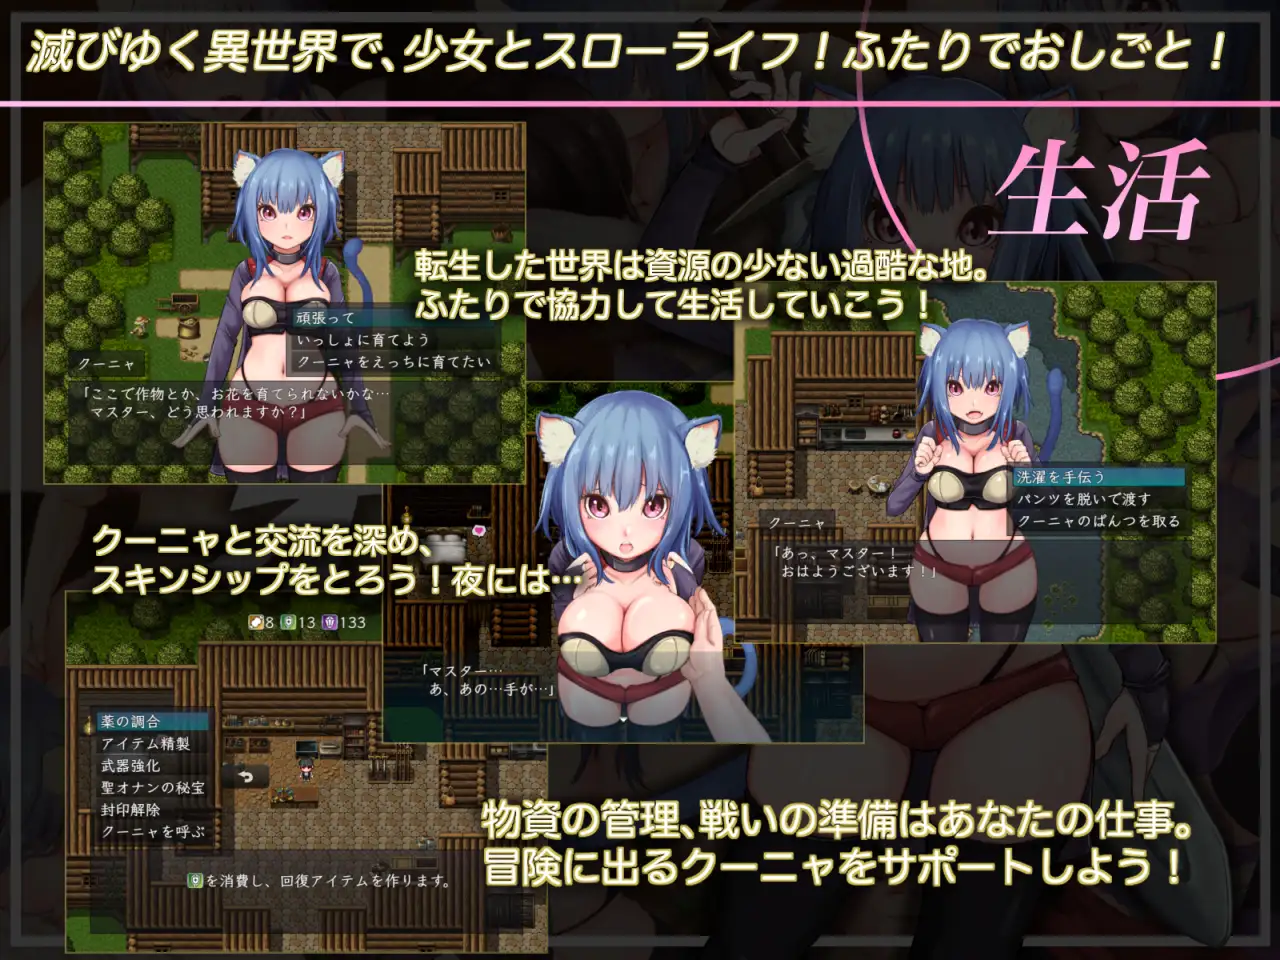 滅びゆく異世界で、少女とスローライフ！ふたりでおしごと！
生活
転生した世界は資源の少ない過酷な地。
ふたりで協力して生活していこう！
頑張って
いっしょに育てよう
クーニャをえっちに育てたい
クーニャ
「ここで作物とか、お花を育てられないかな…
マスター、どう思われますか？」
洗濯を手伝う
パンツを脱いで渡す
クーニャのぱんつを取る
クーニャ
「あっ、マスター！
おはようございます！」
クーニャと交流を深め、
スキンシップをとろう！夜には…
「マスター…
あ、あの…手が…」
8 13 133
薬の調合
アイテム精製
武器強化
聖オナンの秘宝
封印解除
クーニャを呼ぶ
を消費し、回復アイテムを作ります。
物資の管理、戦いの準備はあなたの仕事。
冒険に出るクーニャをサポートしよう！